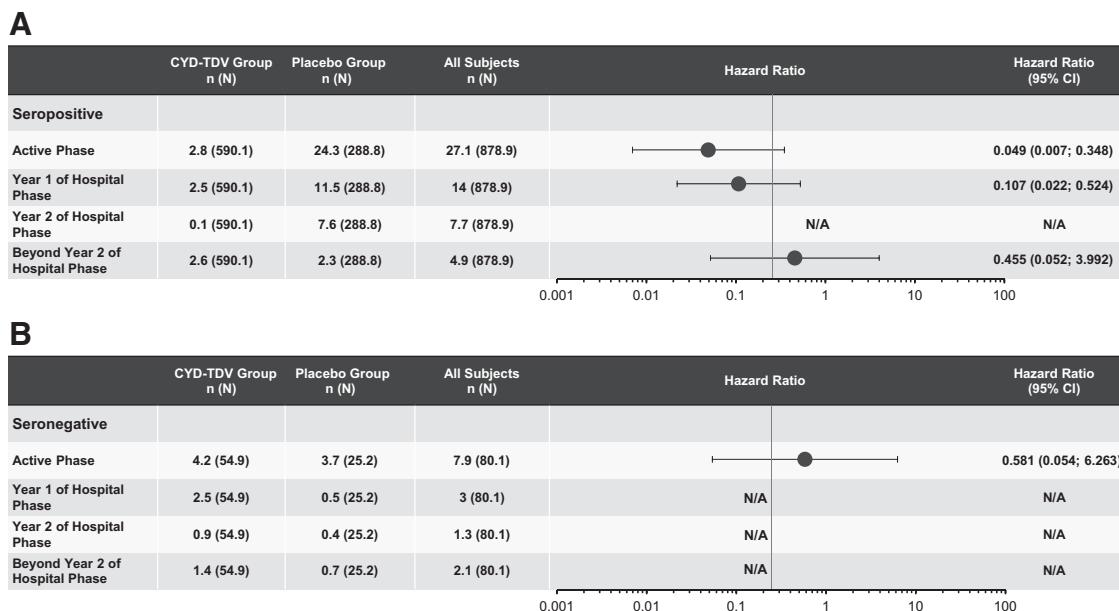 A
CYD-TDV Group
n (N)
Placebo Group
n (N)
All Subjects
n (N)
Hazard Ratio
Hazard Ratio
(95% CI)
Seropositive
Active Phase
2.8 (590.1)
24.3 (288.8)
27.1 (878.9)
0.049 (0.007; 0.348)
Year 1 of Hospital
Phase
2.5 (590.1)
11.5 (288.8)
14 (878.9)
0.107 (0.022; 0.524)
Year 2 of Hospital
Phase
0.1 (590.1)
7.6 (288.8)
7.7 (878.9)
N/A
N/A
Beyond Year 2 of
Hospital Phase
2.6 (590.1)
2.3 (288.8)
4.9 (878.9)
0.455 (0.052; 3.992)
0.001 0.01 0.1 1 10 100
B
CYD-TDV Group
n (N)
Placebo Group
n (N)
All Subjects
n (N)
Hazard Ratio
Hazard Ratio
(95% CI)
Seronegative
Active Phase
4.2 (54.9)
3.7 (25.2)
7.9 (80.1)
0.581 (0.054; 6.263)
Year 1 of Hospital
Phase
2.5 (54.9)
0.5 (25.2)
3 (80.1)
N/A
N/A
Year 2 of Hospital
Phase
0.9 (54.9)
0.4 (25.2)
1.3 (80.1)
N/A
N/A
Beyond Year 2 of
Hospital Phase
1.4 (54.9)
0.7 (25.2)
2.1 (80.1)
N/A
N/A
0.001 0.01 0.1 1 10 100